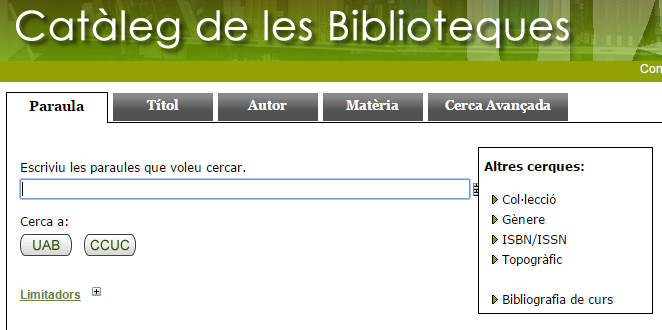 Catàleg de les Biblioteques
Con
Paraula
Títol
Autor
Matèria
Cerca Avançada
Escriviu les paraules que voleu cercar.
Cerca a:
UAB
CCUC
Limitadors
Altres cerques:
Col·lecció
Gènere
ISBN/ISSN
Topogràfic
Bibliografia de curs